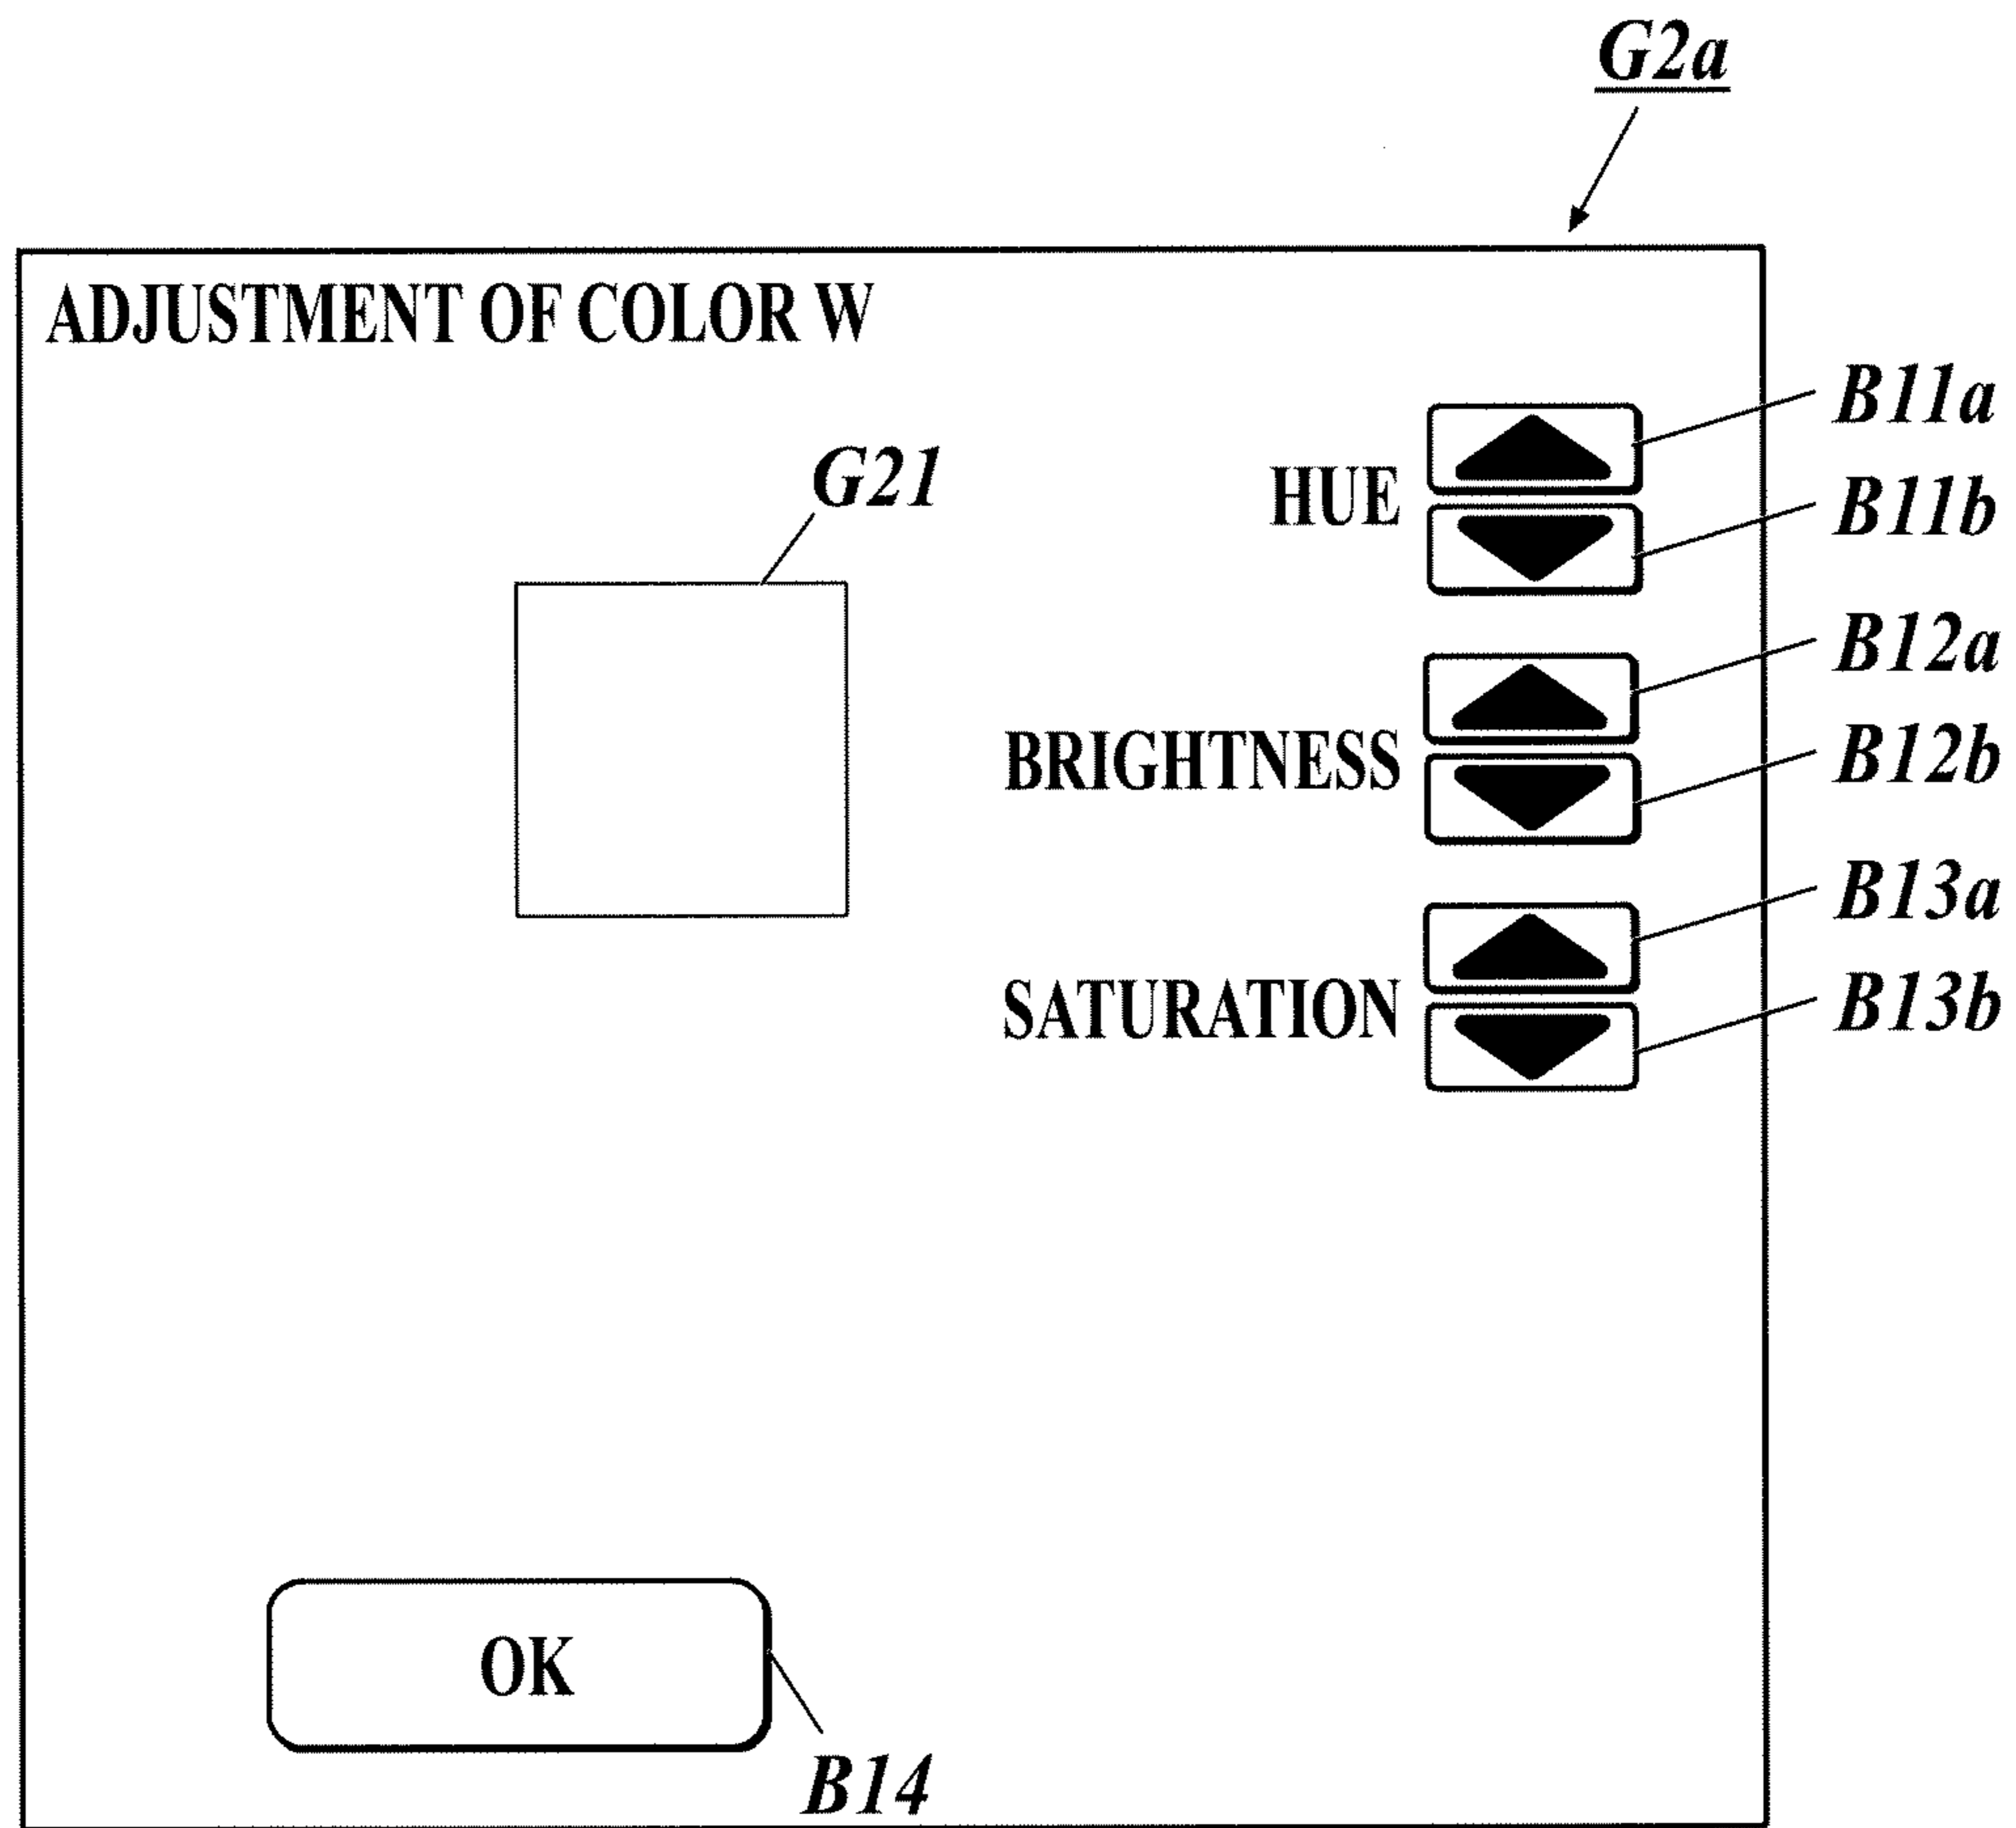 G2a
ADJUSTMENT OF COLOR W
B11a
G21
HUE
B11b
B12a
BRIGHTNESS
B12b
B13a
SATURATION
B13b
OK
B14